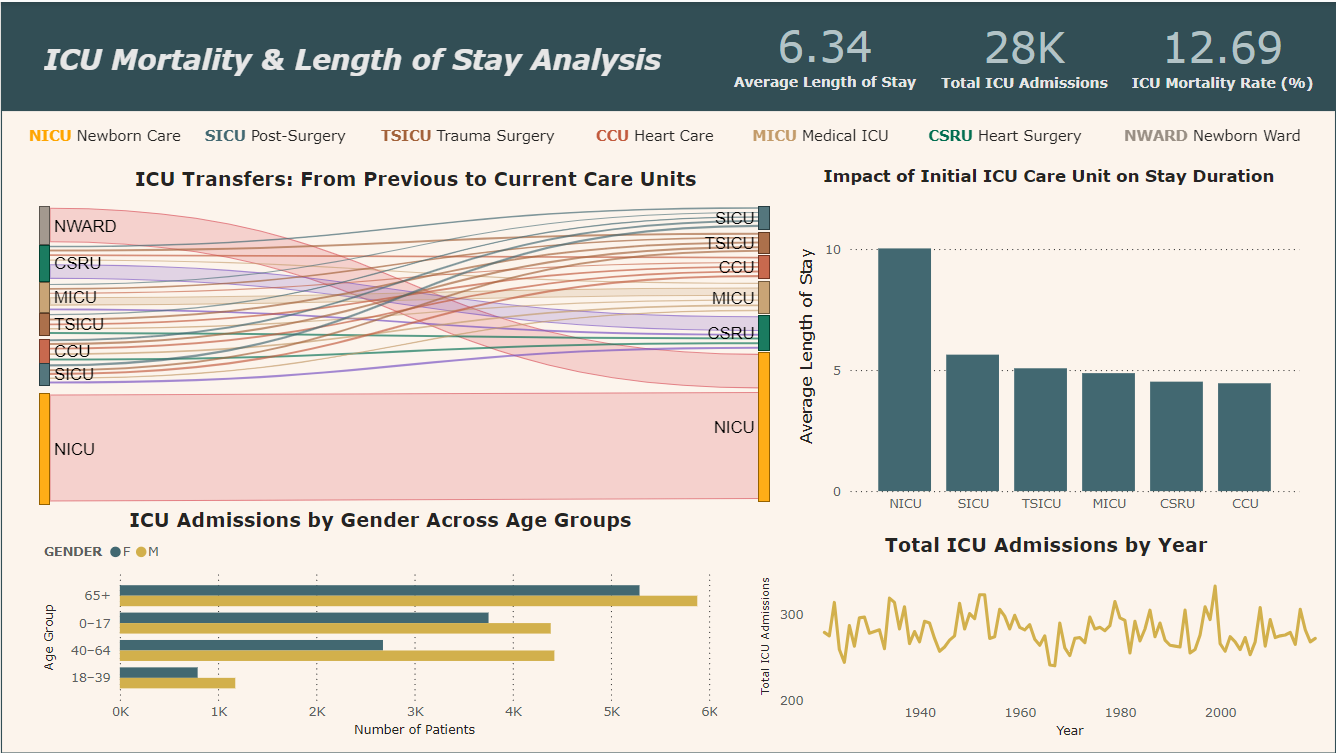 ICU Mortality & Length of Stay Analysis
6.34
Average Length of Stay
28K
Total ICU Admissions
12.69
ICU Mortality Rate (%)
NICU Newborn Care
SICU Post-Surgery
TSICU Trauma Surgery
CCU Heart Care
MICU Medical ICU
CSRU Heart Surgery
NWARD Newborn Ward
ICU Transfers: From Previous to Current Care Units
NWARD
CSRU
MICU
TSICU
CCU
SICU
NICU
SICU
TSICU
CCU
MICU
CSRU
NICU
Impact of Initial ICU Care Unit on Stay Duration
Average Length of Stay
10
5
0
NICU
SICU
TSICU
MICU
CSRU
CCU
ICU Admissions by Gender Across Age Groups
GENDER F M
Age Group
65+
0-17
40-64
18-39
0K
1K
2K
3K
4K
5K
6K
Number of Patients
Total ICU Admissions by Year
Total ICU Admissions
300
200
1940
1960
1980
2000
Year